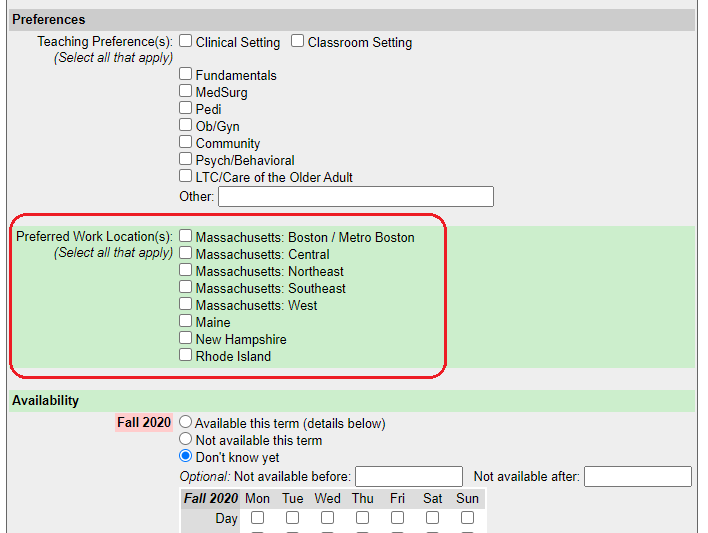 Preferences
Teaching Preference(s): Clinical Setting Classroom Setting
(Select all that apply)
Fundamentals
MedSurg
Pedi
Ob/Gyn
Community
Psych/Behavioral
LTC/Care of the Older Adult
Other:
Preferred Work Location(s): Massachusetts: Boston / Metro Boston
(Select all that apply) Massachusetts: Central
Massachusetts: Northeast
Massachusetts: Southeast
Massachusetts: West
Maine
New Hampshire
Rhode Island
Availability
Fall 2020 Available this term (details below)
Not available this term
Don't know yet
Optional: Not available before: Not available after:
Fall 2020 Mon Tue Wed Thu Fri Sat Sun
Day